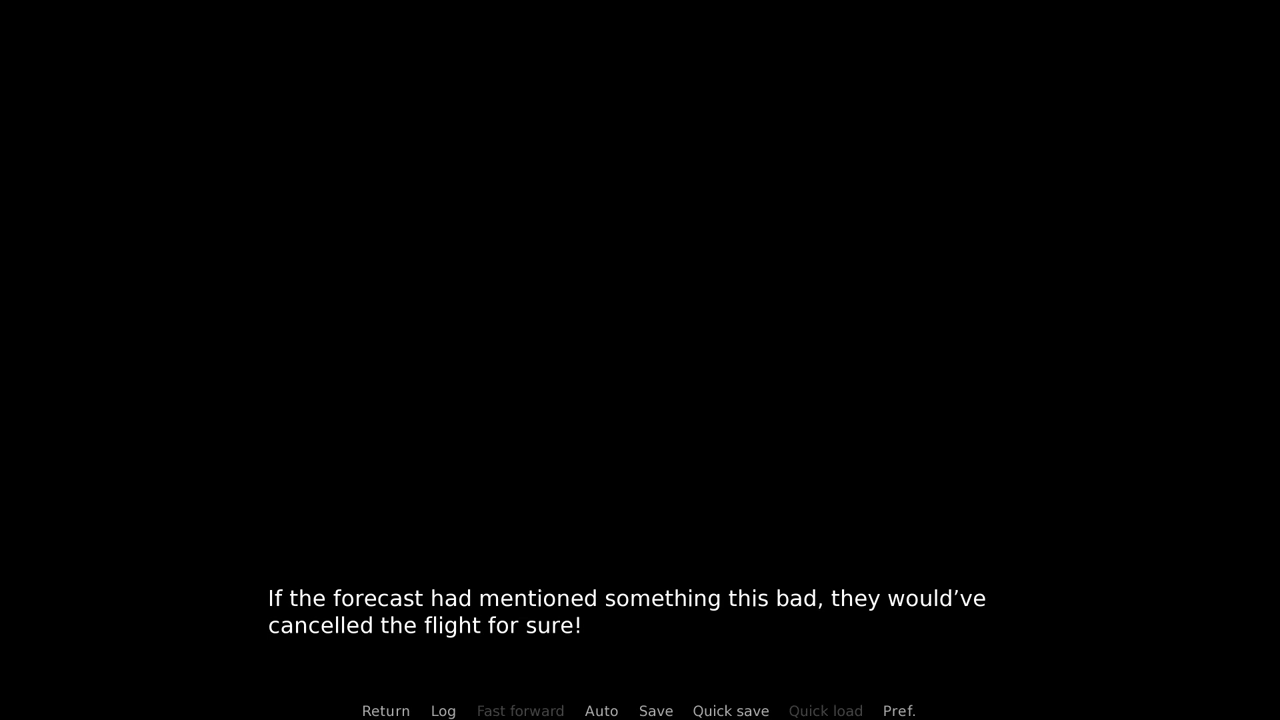 If the forecast had mentioned something this bad, they would’ve
cancelled the flight for sure!
Return Log Fast forward Auto Save Quick save Quick load Pref.